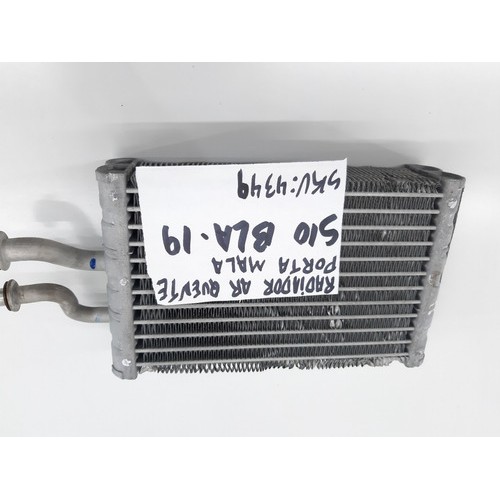 RADIADOR AR QUENTE
PORTA MALA
S10 BLA-19
SKU:4349